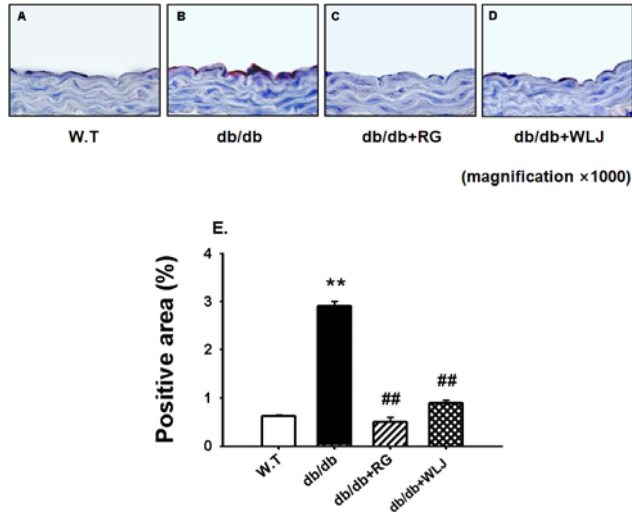 A B C D
W.T db/db db/db+RG db/db+WLJ
(magnification ×1000)
E.
Positive area (%)
4
3
2
1
0
**
##
##
W.T db/db db/db+RG db/db+WLJ